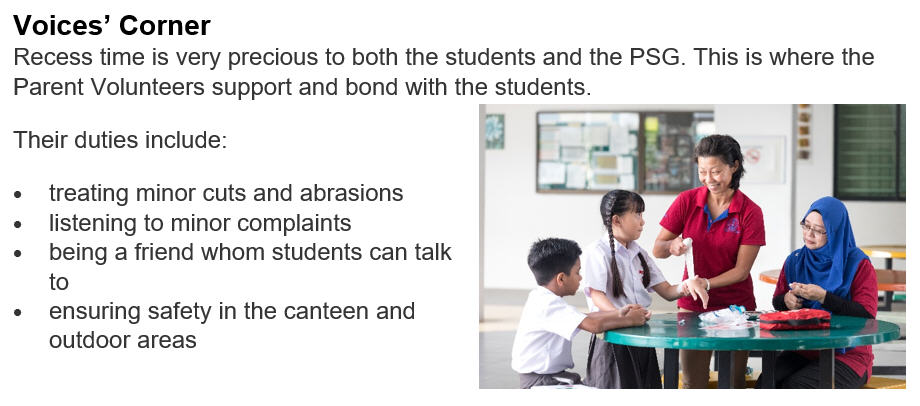 Voices’ Corner
Recess time is very precious to both the students and the PSG. This is where the
Parent Volunteers support and bond with the students.
Their duties include:
• treating minor cuts and abrasions
• listening to minor complaints
• being a friend whom students can talk
to
• ensuring safety in the canteen and
outdoor areas